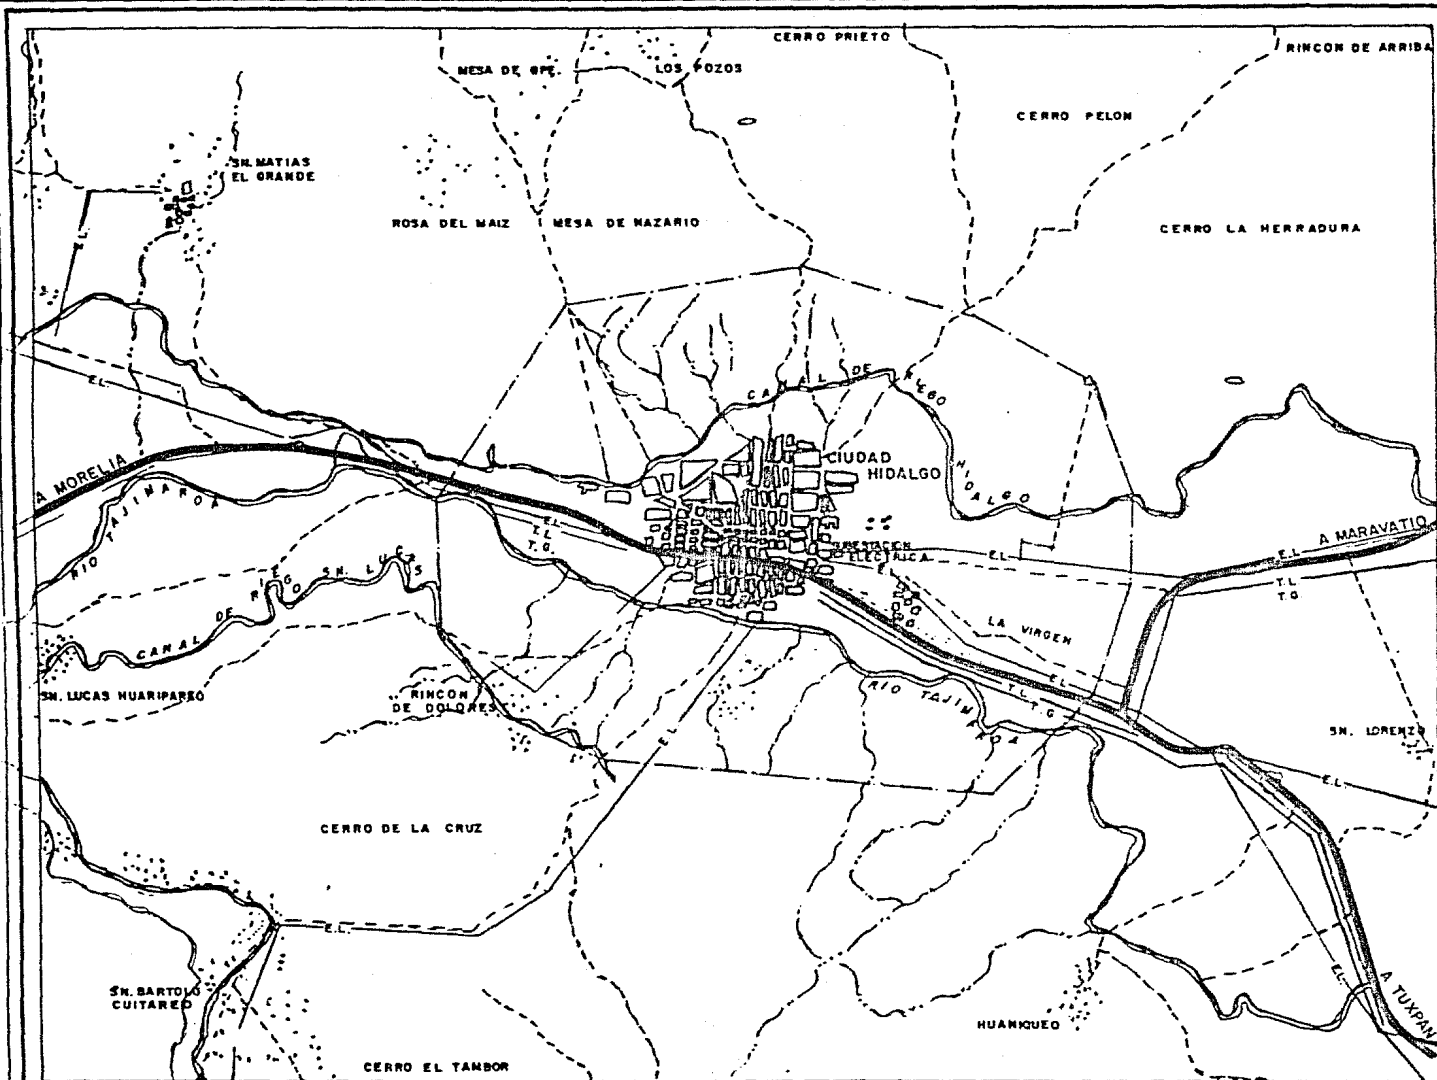 CERRO PRIETO
RINCON DE ARRIBA
MESA DE GPE.
LOS POZOS
CERRO PELON
SN. MATIAS
EL GRANDE
ROSA DEL MAIZ
MESA DE NAZARIO
CERRO LA HERRADURA
E.L.
E.L.
CANAL DE RIEGO
HIDALGO
CIUDAD
HIDALGO
A MORELIA
RIO TAJIMAROA
E.L.
E.L.
T.G.
SUBESTACION
ELECTRICA.
E.L.
E.L. A MARAVATIO
T.L.
T.G.
E.
CANAL DE RIEGO SN. LUCAS
LA VIRGEN
E.L.
T.L.
T.G.
SN. LUCAS HUARIPAREO
RINCON
DE DOLORES
RIO TAJIMAROA
E.L.
SN. LORENZO
E.L.
CERRO DE LA CRUZ
E.L.
E.L.
SN. BARTOLO
CUITAREO
A TUXPAN
HUANIQUEO
CERRO EL TAMBOR